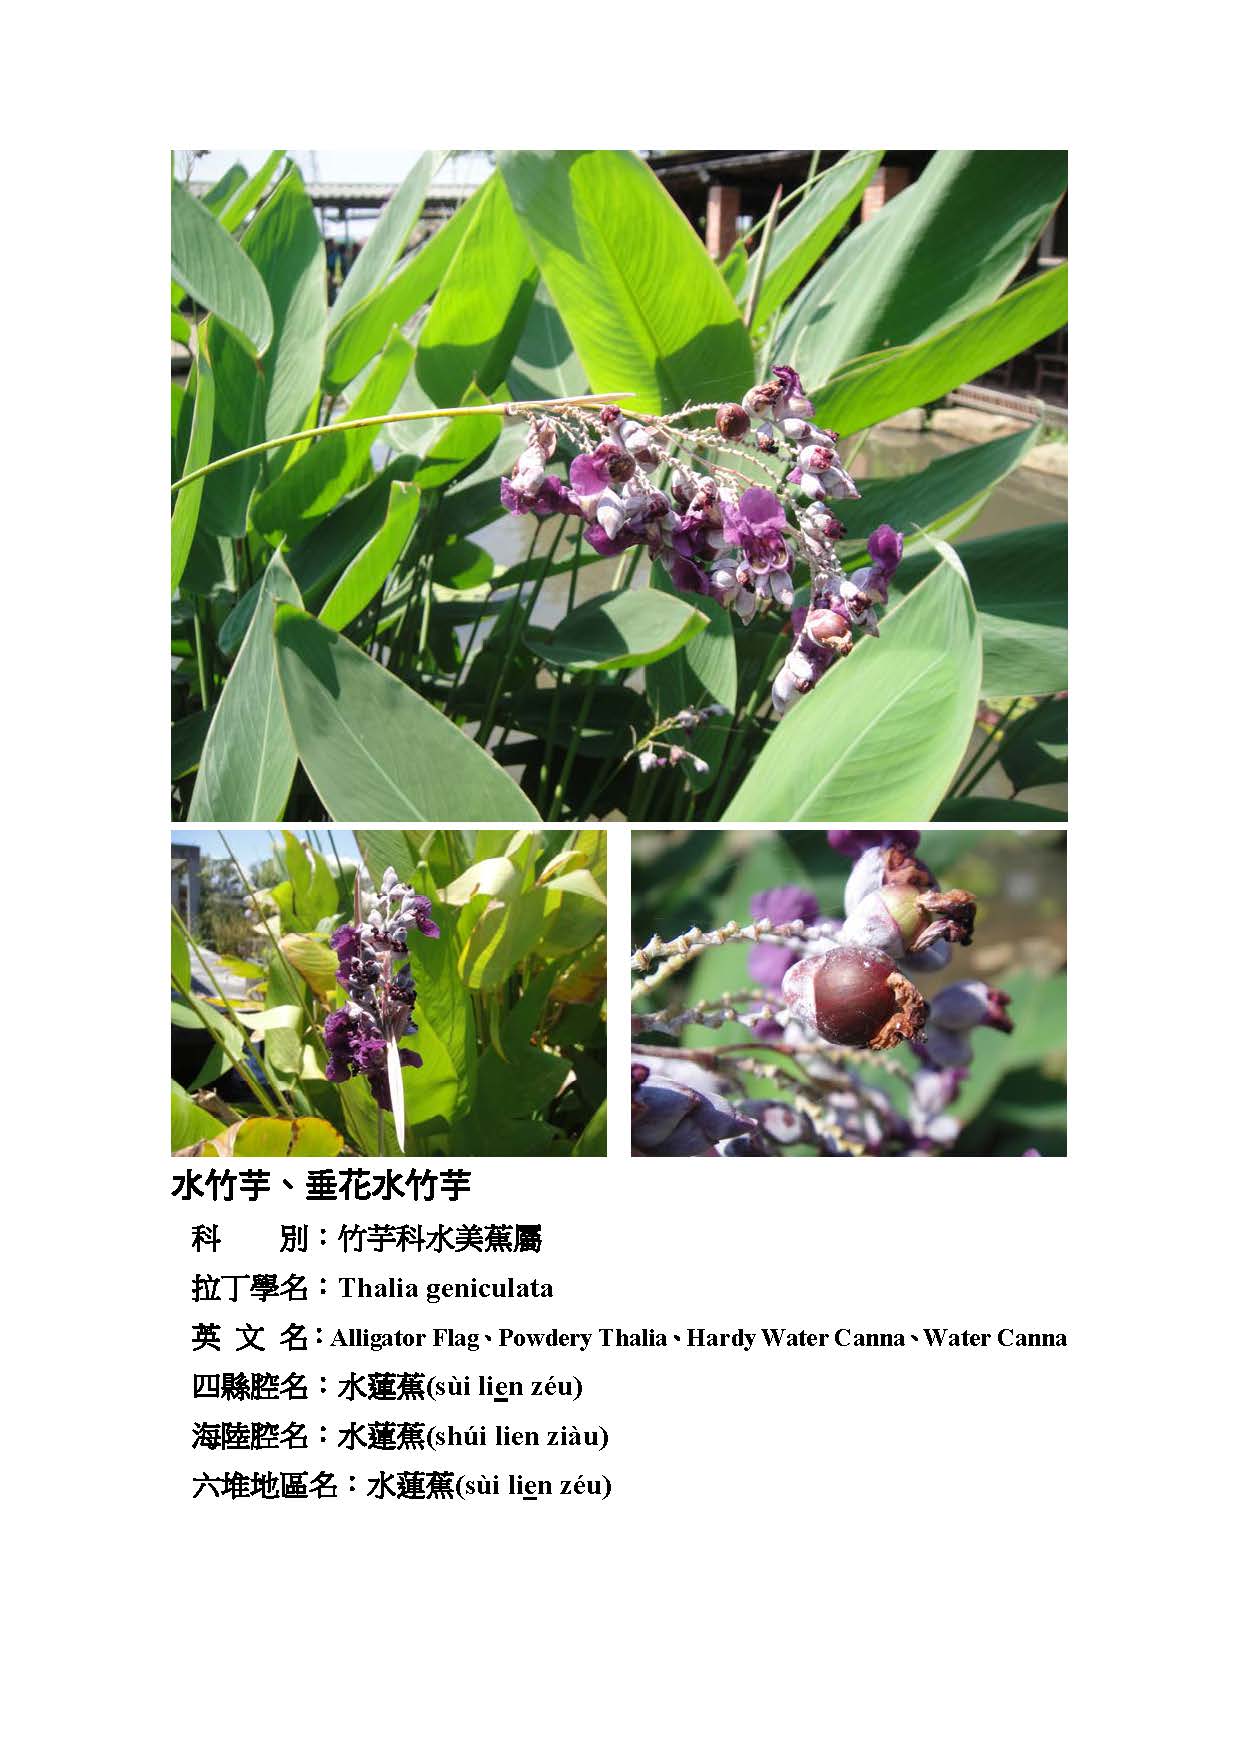 水竹芋、垂花水竹芋
科　　別：竹芋科水美蕉屬
拉丁學名：Thalia geniculata
英 文 名：Alligator Flag、Powdery Thalia、Hardy Water Canna、Water Canna
四縣腔名：水蓮蕉(sùi lien zéu)
海陸腔名：水蓮蕉(shúi lien ziàu)
六堆地區名：水蓮蕉(sùi lien zéu)